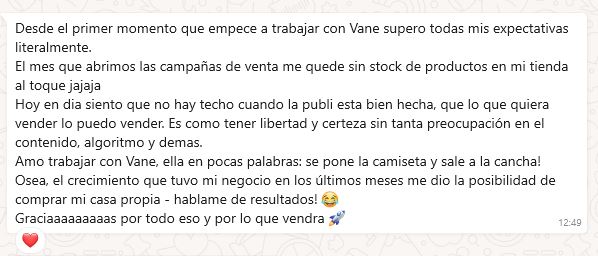 Desde el primer momento que empece a trabajar con Vane supero todas mis expectativas
literalmente.
El mes que abrimos las campañas de venta me quede sin stock de productos en mi tienda
al toque jajaja
Hoy en dia siento que no hay techo cuando la publi esta bien hecha, que lo que quiera
vender lo puedo vender. Es como tener libertad y certeza sin tanta preocupación en el
contenido, algoritmo y demas.
Amo trabajar con Vane, ella en pocas palabras: se pone la camiseta y sale a la cancha!
Osea, el crecimiento que tuvo mi negocio en los últimos meses me dio la posibilidad de
comprar mi casa propia - hablame de resultados! 😂
Graciaaaaaaaaas por todo eso y por lo que vendra 🚀
12:49
❤️